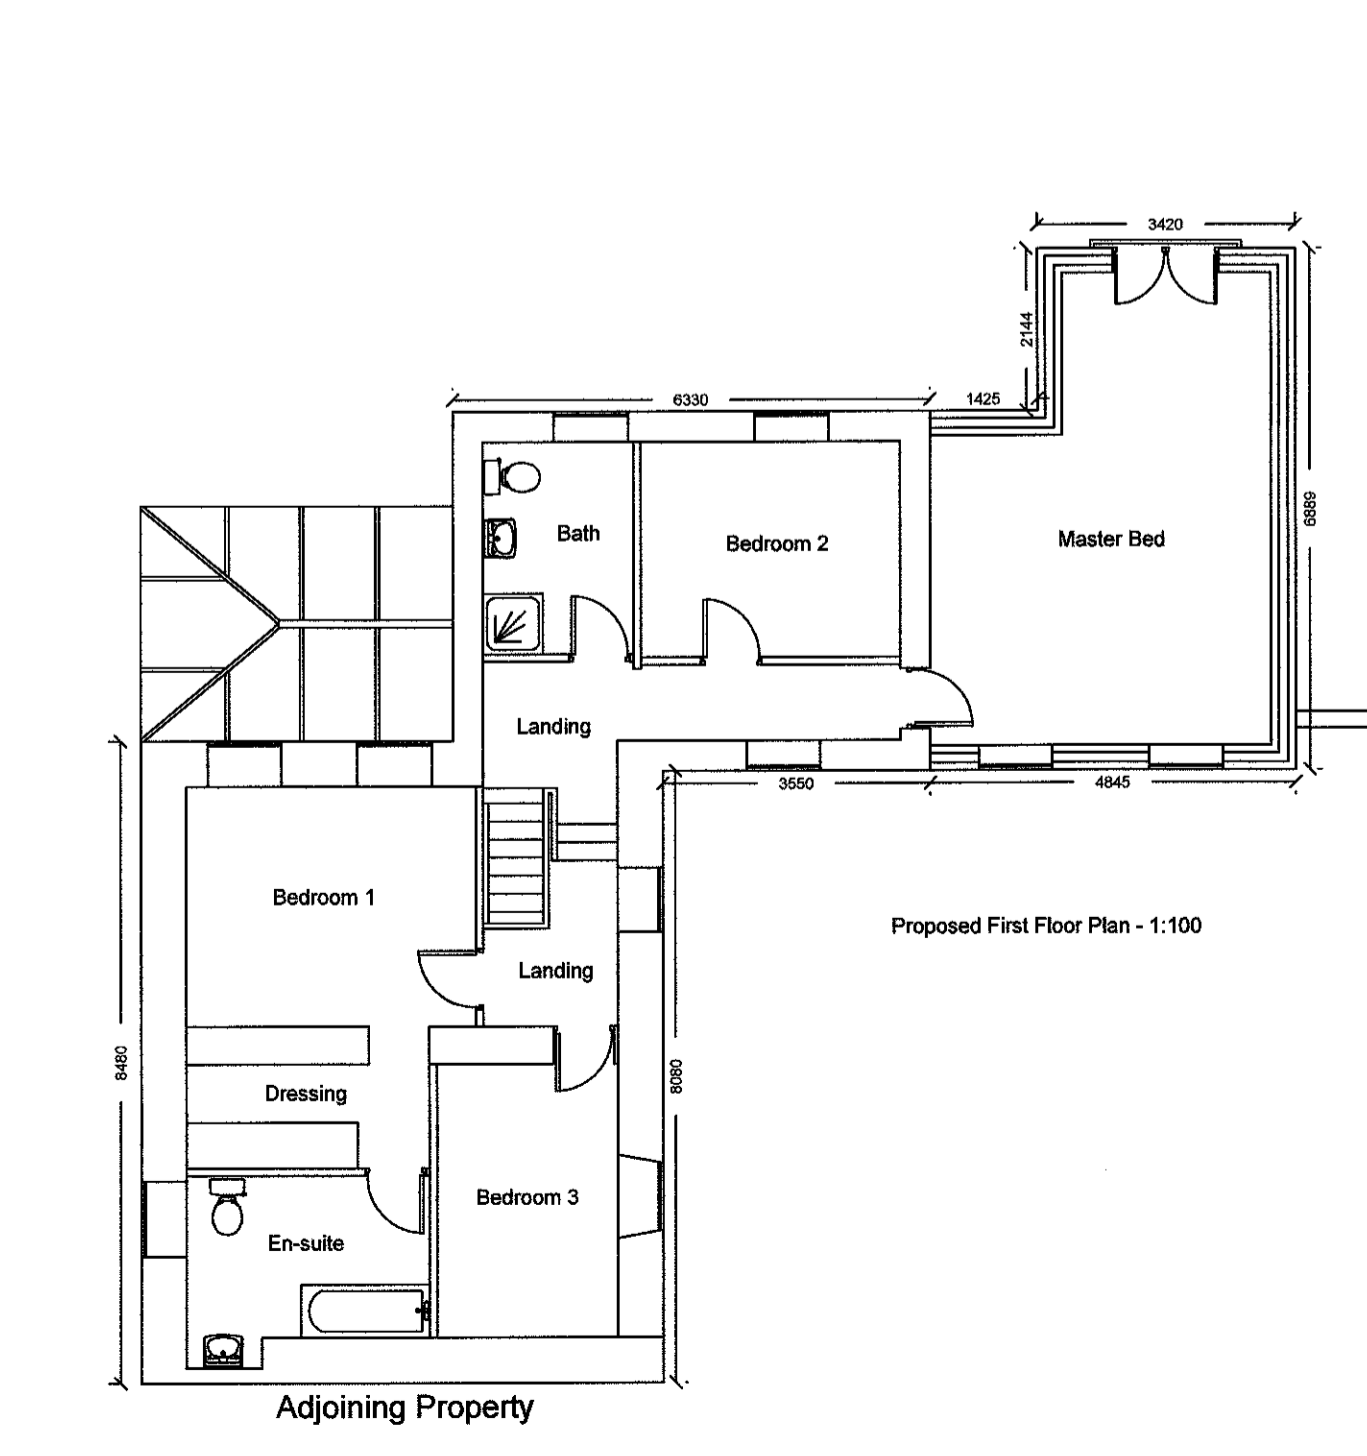 3420
2144
6330
1425
6889
Bath
Bedroom 2
Master Bed
Landing
3550
4845
Bedroom 1
Proposed First Floor Plan - 1:100
Landing
8480
8080
Dressing
Bedroom 3
En-suite
Adjoining Property